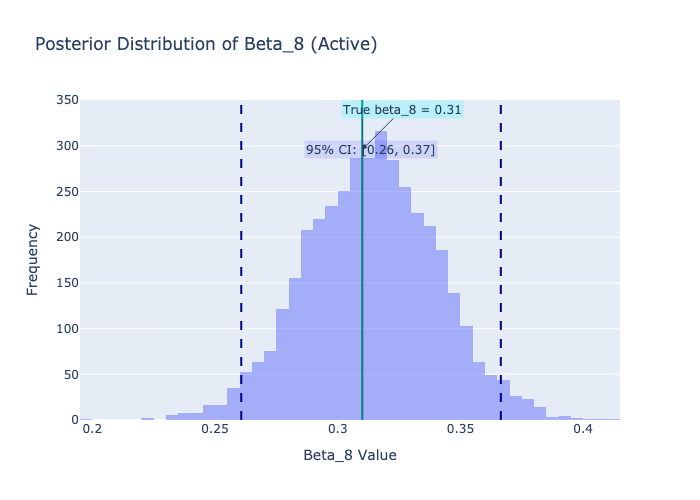 Posterior Distribution of Beta_8 (Active)
350
True beta_8 = 0.31
300
95% CI: [0.26, 0.37]
250
200
150
100
50
0
Frequency
0.2 0.25 0.3 0.35 0.4
Beta_8 Value